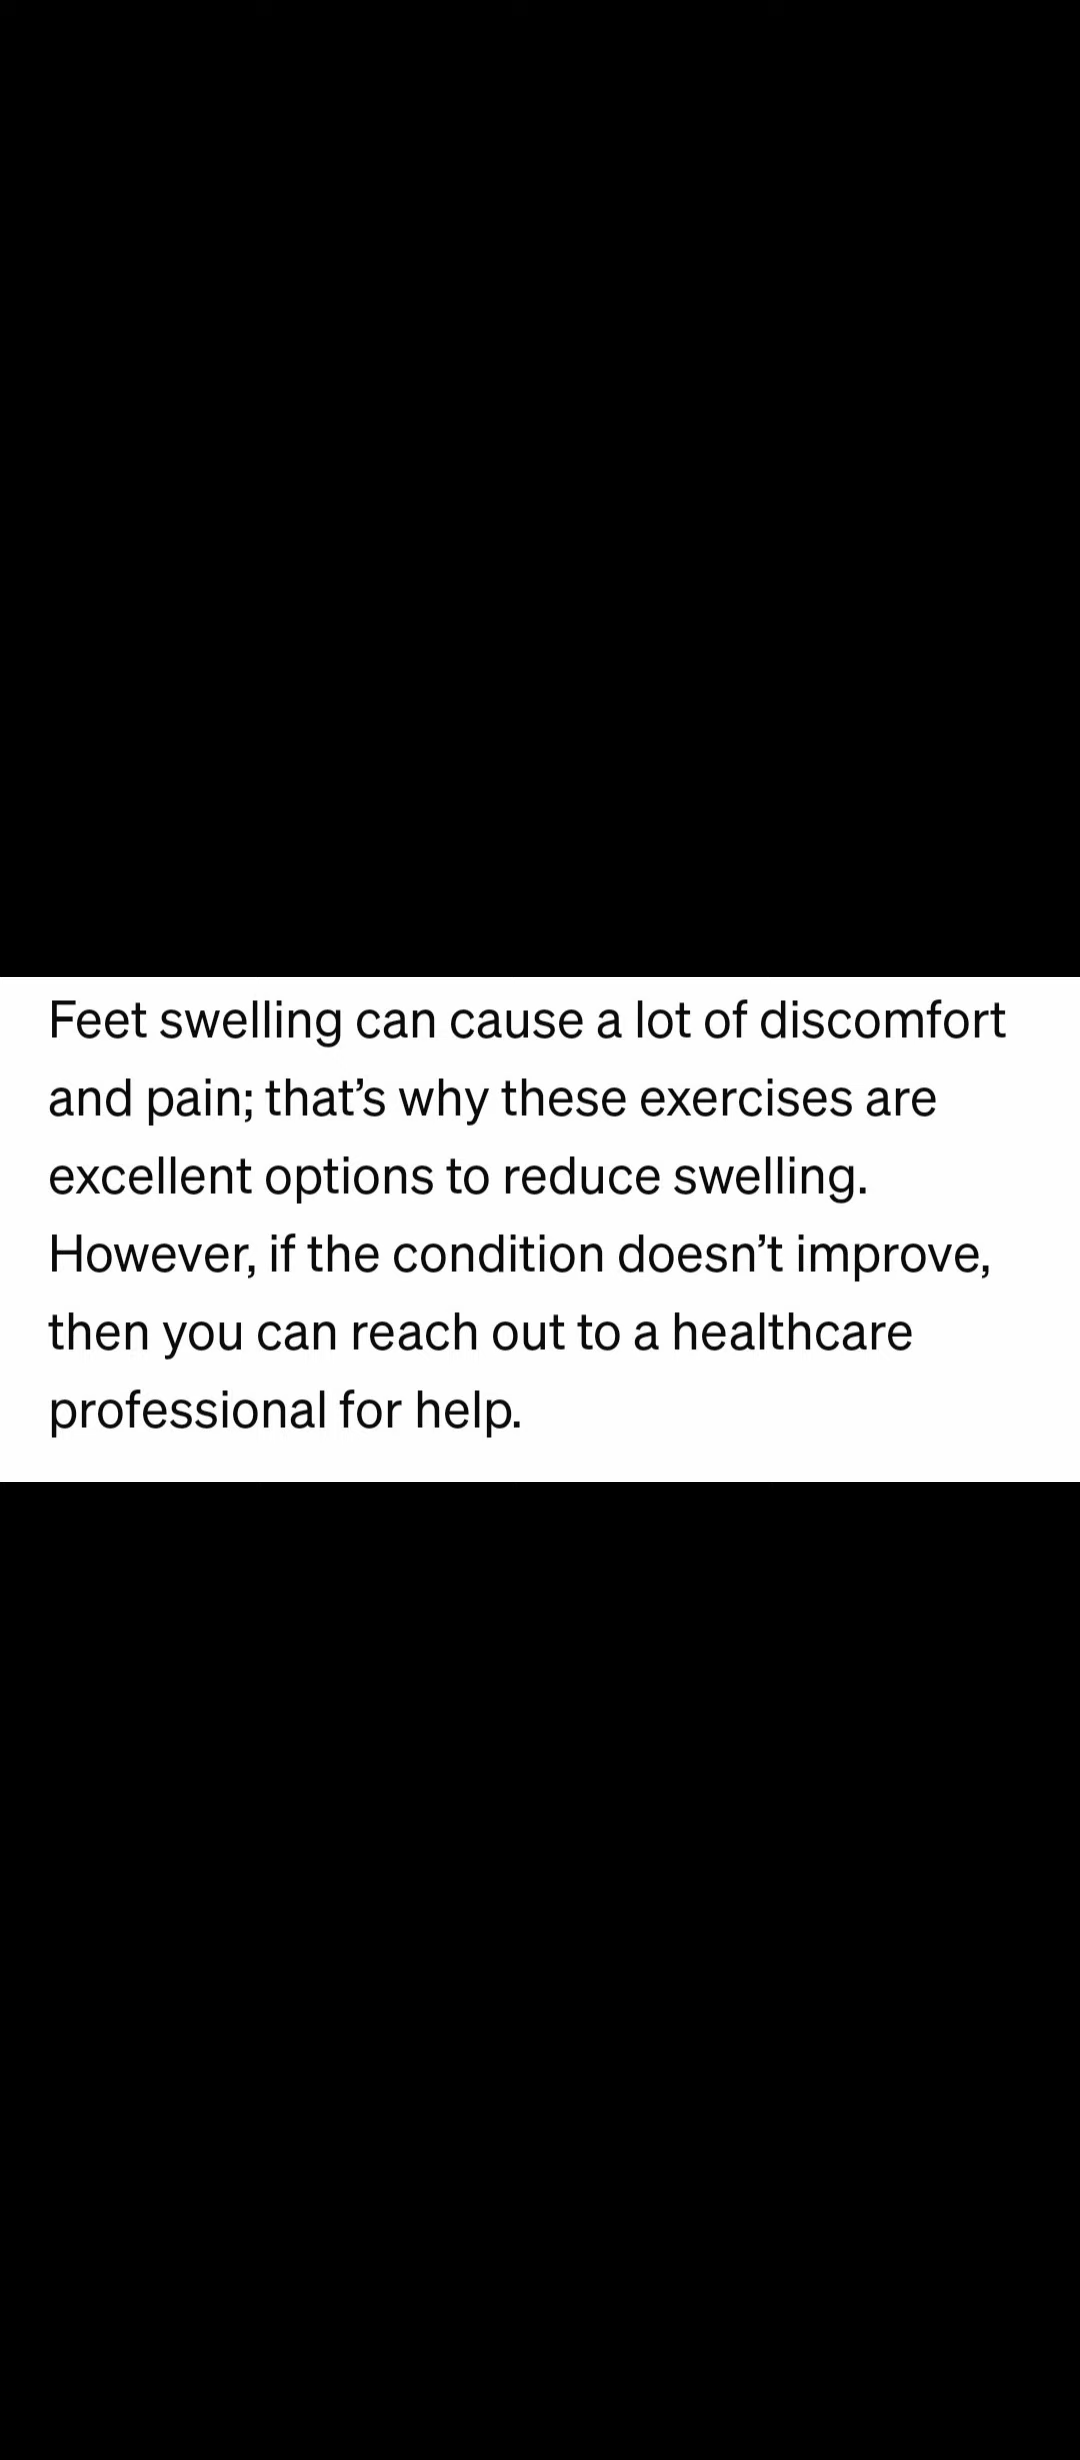 Feet swelling can cause a lot of discomfort
and pain; that’s why these exercises are
excellent options to reduce swelling.
However, if the condition doesn’t improve,
then you can reach out to a healthcare
professional for help.